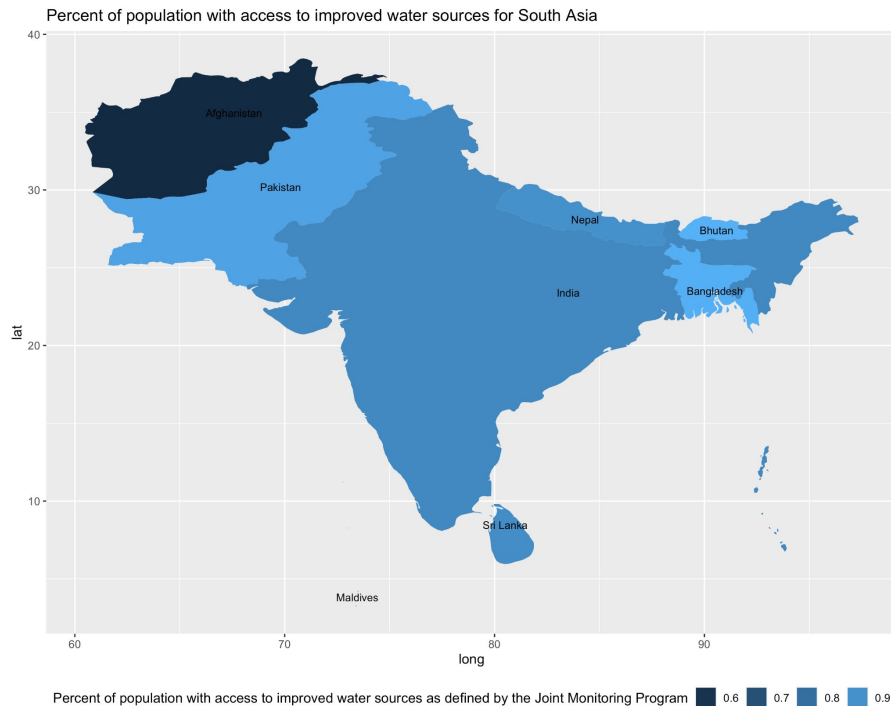 Percent of population with access to improved water sources for South Asia
40
Afghanistan
Pakistan
30
Nepal
Bhutan
India
Bangladesh
lat
20
10
Sri Lanka
Maldives
60 70 80 90
long
Percent of population with access to improved water sources as defined by the Joint Monitoring Program 0.6 0.7 0.8 0.9